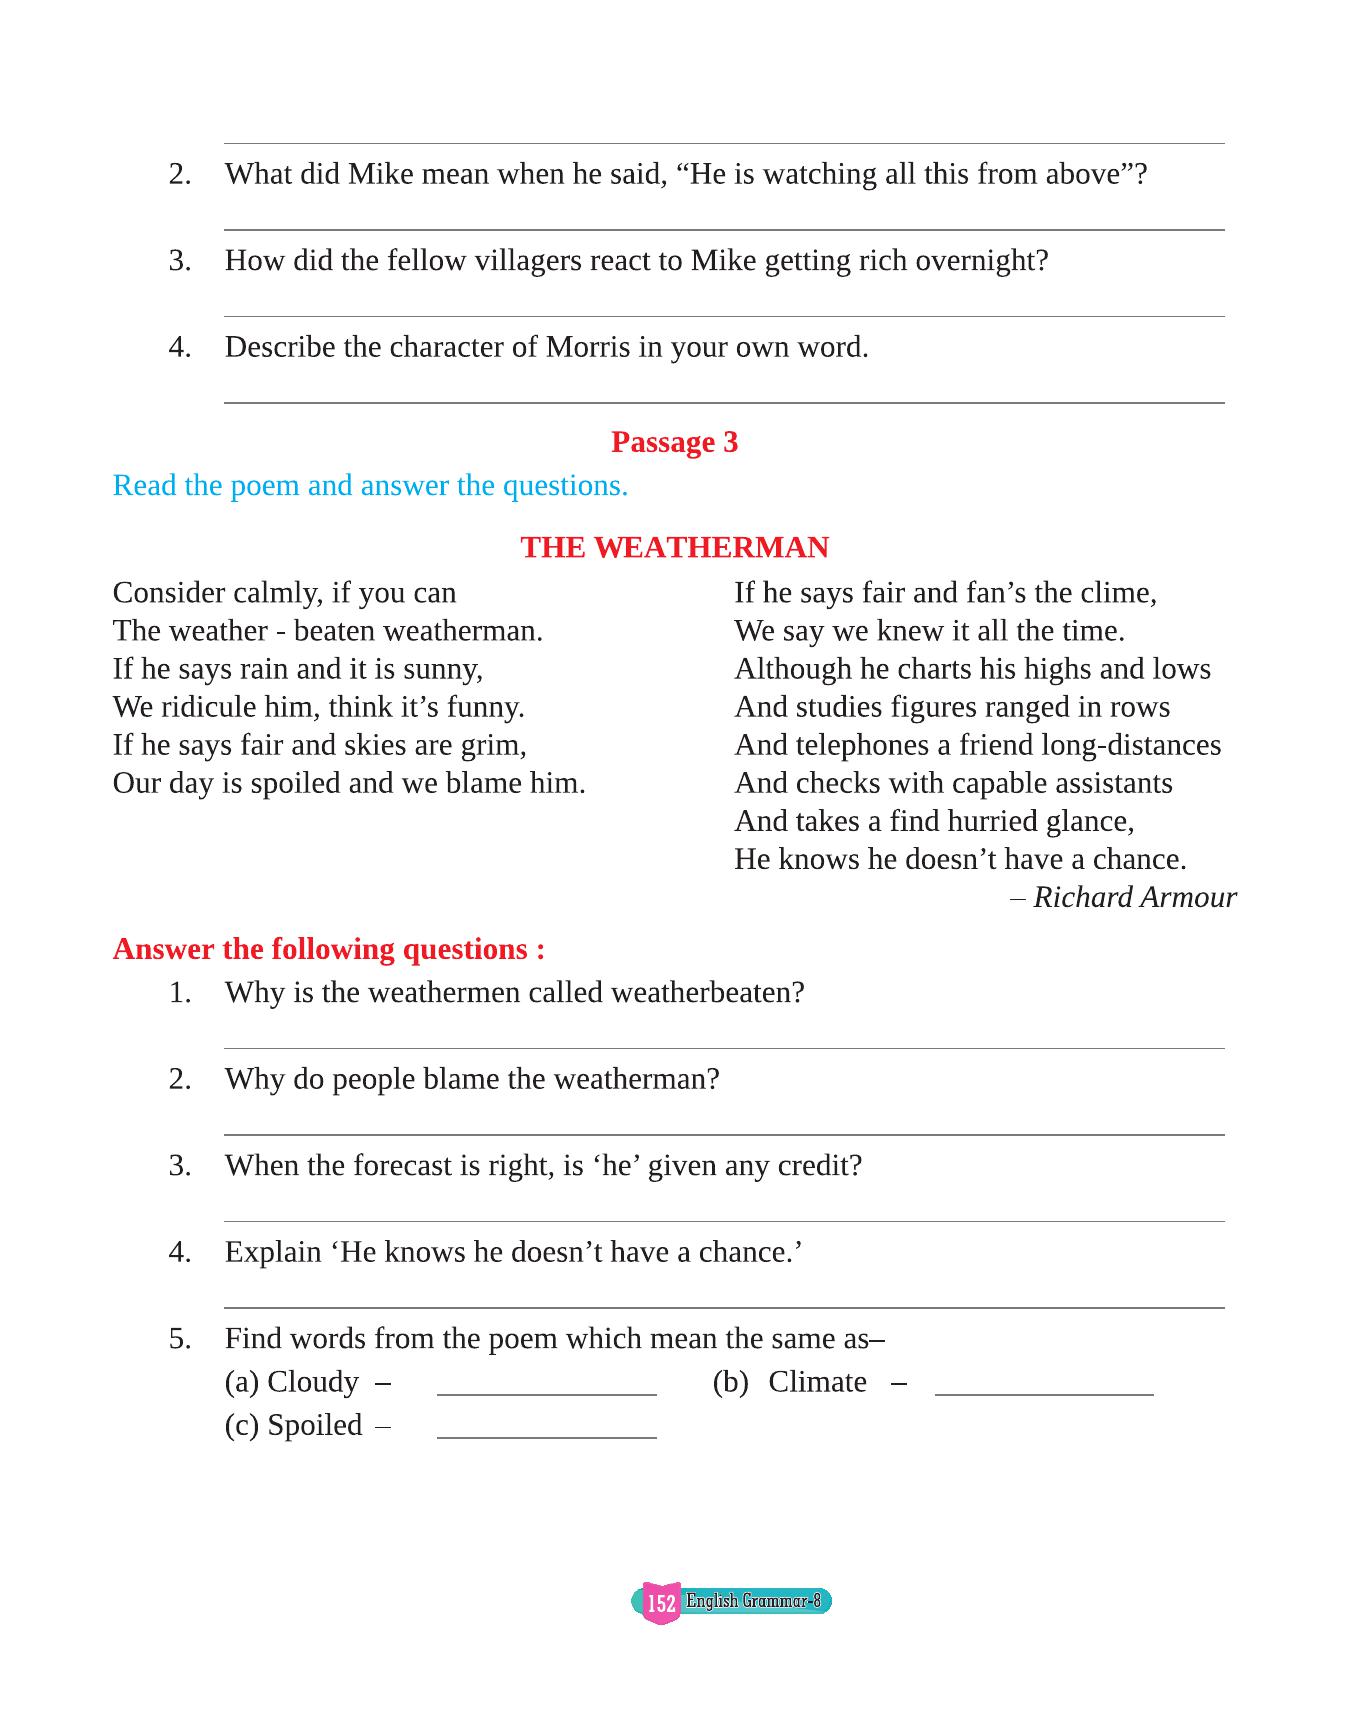 2. What did Mike mean when he said, “He is watching all this from above”?
3. How did the fellow villagers react to Mike getting rich overnight?
4. Describe the character of Morris in your own word.
Passage 3
Read the poem and answer the questions.
THE WEATHERMAN
Consider calmly, if you can
The weather - beaten weatherman.
If he says rain and it is sunny,
We ridicule him, think it’s funny.
If he says fair and skies are grim,
Our day is spoiled and we blame him.
If he says fair and fan’s the clime,
We say we knew it all the time.
Although he charts his highs and lows
And studies figures ranged in rows
And telephones a friend long-distances
And checks with capable assistants
And takes a find hurried glance,
He knows he doesn’t have a chance.
– Richard Armour
Answer the following questions :
1. Why is the weathermen called weatherbeaten?
2. Why do people blame the weatherman?
3. When the forecast is right, is ‘he’ given any credit?
4. Explain ‘He knows he doesn’t have a chance.’
5. Find words from the poem which mean the same as–
(a) Cloudy – (b) Climate –
(c) Spoiled –
152 English Grammar-8